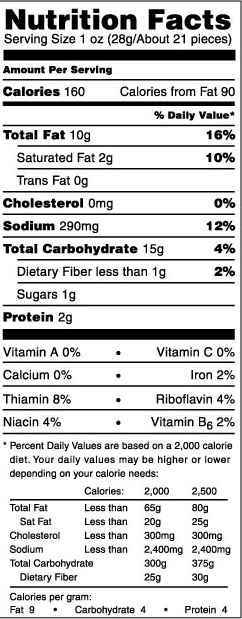 Nutrition Facts
Serving Size 1 oz (28g/About 21 pieces)
Amount Per Serving
Calories 160 Calories from Fat 90
% Daily Value*
Total Fat 10g 16%
Saturated Fat 2g 10%
Trans Fat 0g
Cholesterol 0mg 0%
Sodium 290mg 12%
Total Carbohydrate 15g 4%
Dietary Fiber less than 1g 2%
Sugars 1g
Protein 2g
Vitamin A 0% • Vitamin C 0%
Calcium 0% • Iron 2%
Thiamin 8% • Riboflavin 4%
Niacin 4% • Vitamin B6 2%
* Percent Daily Values are based on a 2,000 calorie
diet. Your daily values may be higher or lower
depending on your calorie needs:
Calories: 2,000 2,500
Total Fat Less than 65g 80g
Sat Fat Less than 20g 25g
Cholesterol Less than 300mg 300mg
Sodium Less than 2,400mg 2,400mg
Total Carbohydrate 300g 375g
Dietary Fiber 25g 30g
Calories per gram:
Fat 9 • Carbohydrate 4 • Protein 4